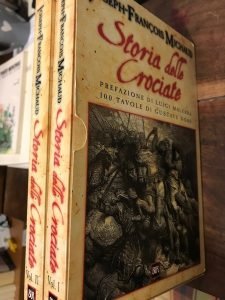 JOSEPH-FRANÇOIS MICHAUD
Storia delle
Crociate
PREFAZIONE DI LUIGI MALERBA
100 TAVOLE DI GUSTAVE DORÉ
JOSEPH-FRANÇOIS MICHAUD
Storia delle Crociate
Vol. I
JOSEPH-FRANÇOIS MICHAUD
Storia delle Crociate
Vol. II